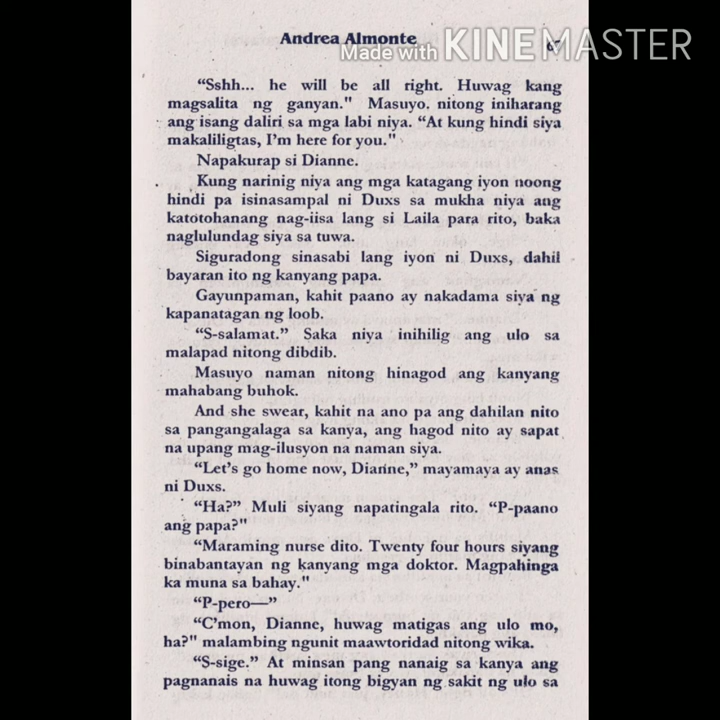 Andrea Almonte
Made with KINEMASTER
“Sshh... he will be all right. Huwag kang
magsalita ng ganyan." Masuyo. nitong iniharang
ang isang daliri sa mga labi niya. “At kung hindi siya
makaliligtas, I’m here for you."
Napakurap si Dianne.
Kung narinig niya ang mga katagang iyon noong
hindi pa isinasampal ni Duxs sa mukha niya ang
katotohanang nag-iisa lang si Laila para rito, baka
naglulundag siya sa tuwa.
Siguradong sinasabi lang iyon ni Duxs, dahil
bayaran ito ng kanyang papa.
Gayunpaman, kahit paano ay nakadama siya ng
kapanatagan ng loob.
“S-salamat.” Saka niya inihilig ang ulo sa
malapad nitong dibdib.
Masuyo naman nitong hinagod ang kanyang
mahabang buhok.
And she swear, kahit na ano pa ang dahilan nito
sa pangangalaga sa kanya, ang hagod nito ay sapat
na upang mag-ilusyon na naman siya.
“Let’s go home now, Dianne,” mayamaya ay anas
ni Duxs.
“Ha?” Muli siyang napatingala rito. “P-paano
ang papa?"
“Maraming nurse dito. Twenty four hours siyang
binabantayan ng kanyang mga doktor. Magpahinga
ka muna sa bahay."
“P-pero—”
“C’mon, Dianne, huwag matigas ang ulo mo,
ha?" malambing ngunit maawtoridad nitong wika.
“S-sige.” At minsan pang nanaig sa kanya ang
pagnanais na huwag itong bigyan ng sakit ng ulo sa